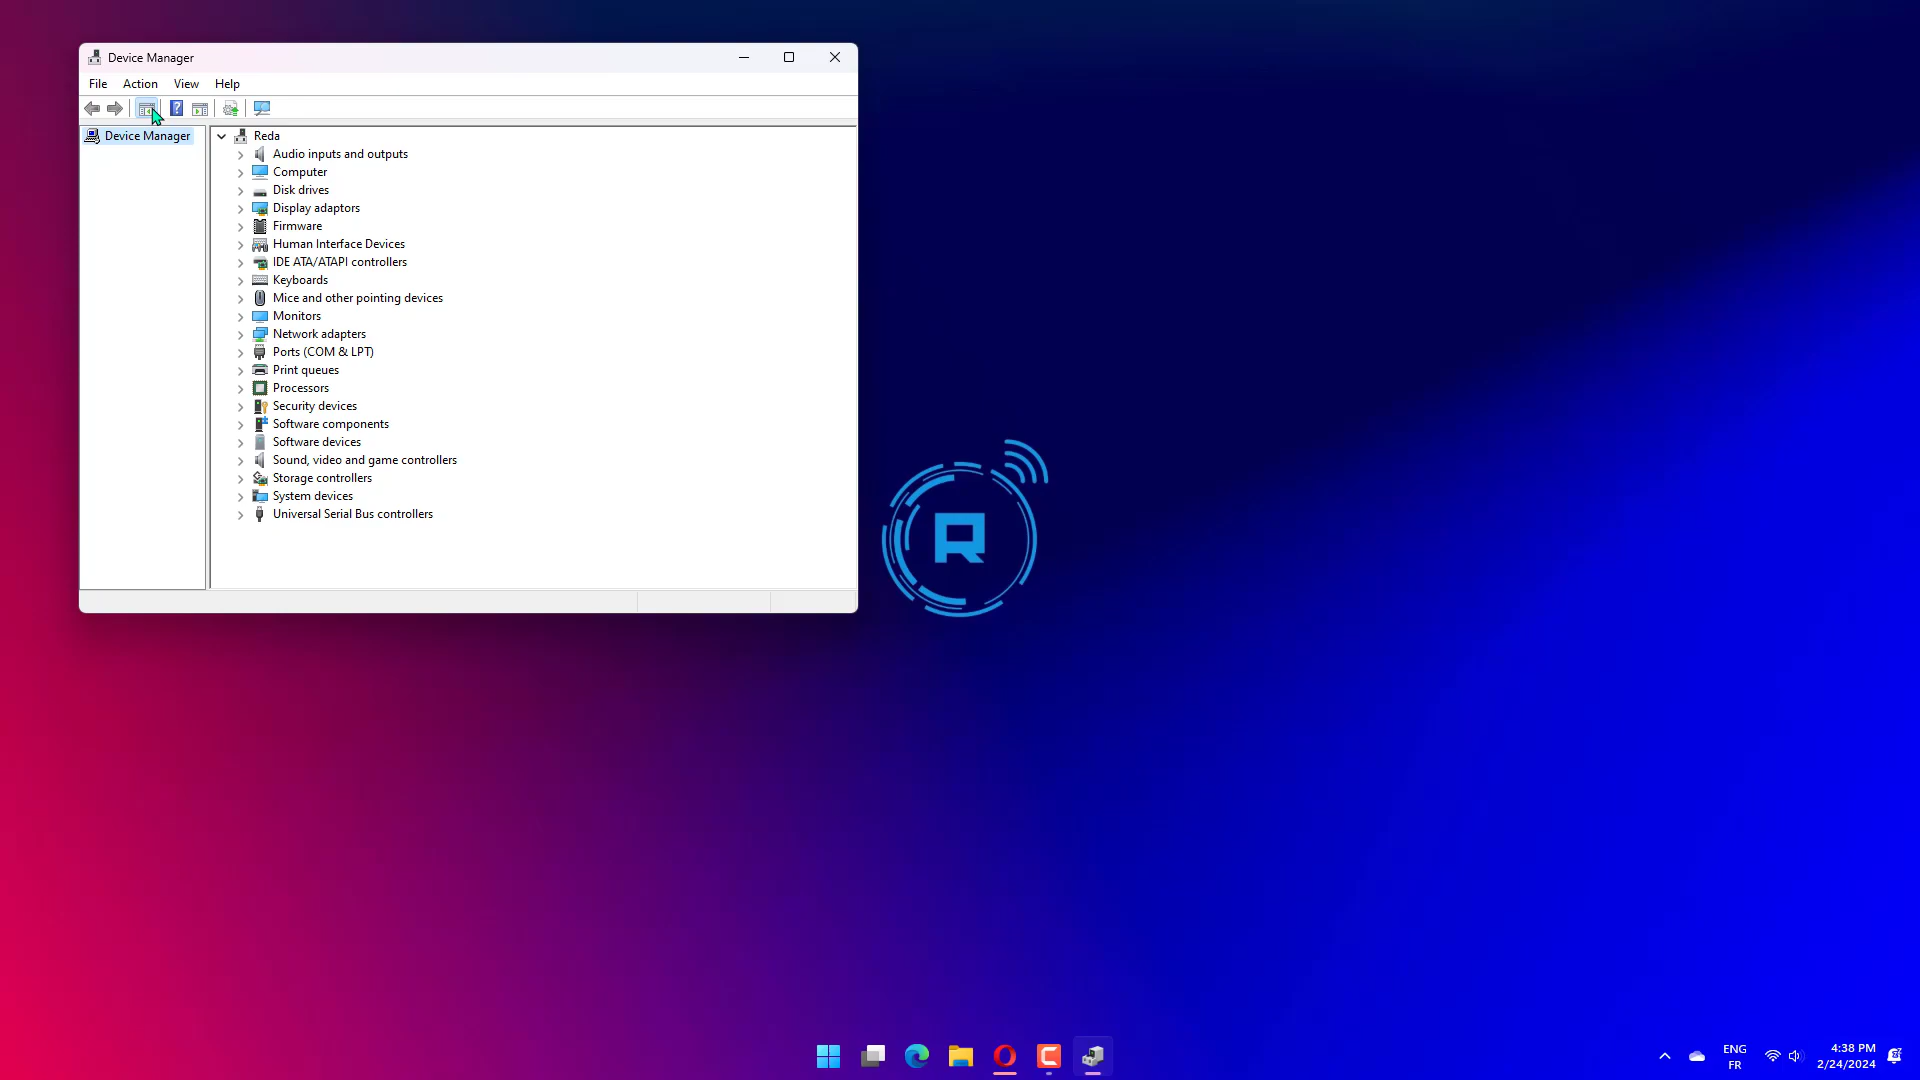 Device Manager
File Action View Help
Device Manager
Reda
Audio inputs and outputs
Computer
Disk drives
Display adaptors
Firmware
Human Interface Devices
IDE ATA/ATAPI controllers
Keyboards
Mice and other pointing devices
Monitors
Network adapters
Ports (COM & LPT)
Print queues
Processors
Security devices
Software components
Software devices
Sound, video and game controllers
Storage controllers
System devices
Universal Serial Bus controllers
R
ENG
FR
4:38 PM
2/24/2024